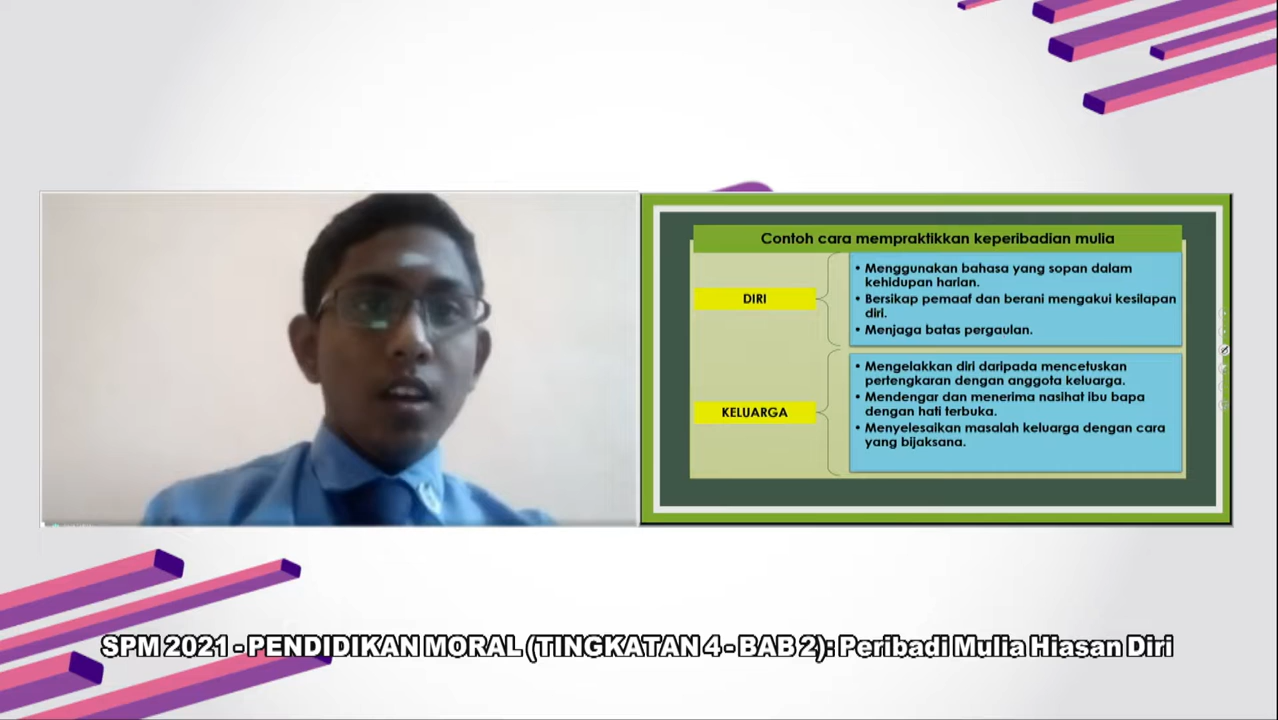 Contoh cara mempraktikkan keperibadian mulia
DIRI
• Menggunakan bahasa yang sopan dalam
kehidupan harian.
• Bersikap pemaaf dan berani mengakui kesilapan
diri.
• Menjaga batas pergaulan.
KELUARGA
• Mengelakkan diri daripada mencetuskan
pertengkaran dengan anggota keluarga.
• Mendengar dan menerima nasihat ibu bapa
dengan hati terbuka.
• Menyelesaikan masalah keluarga dengan cara
yang bijaksana.
SPM 2021 - PENDIDIKAN MORAL (TINGKATAN 4 - BAB 2): Peribadi Mulia Hiasan Diri